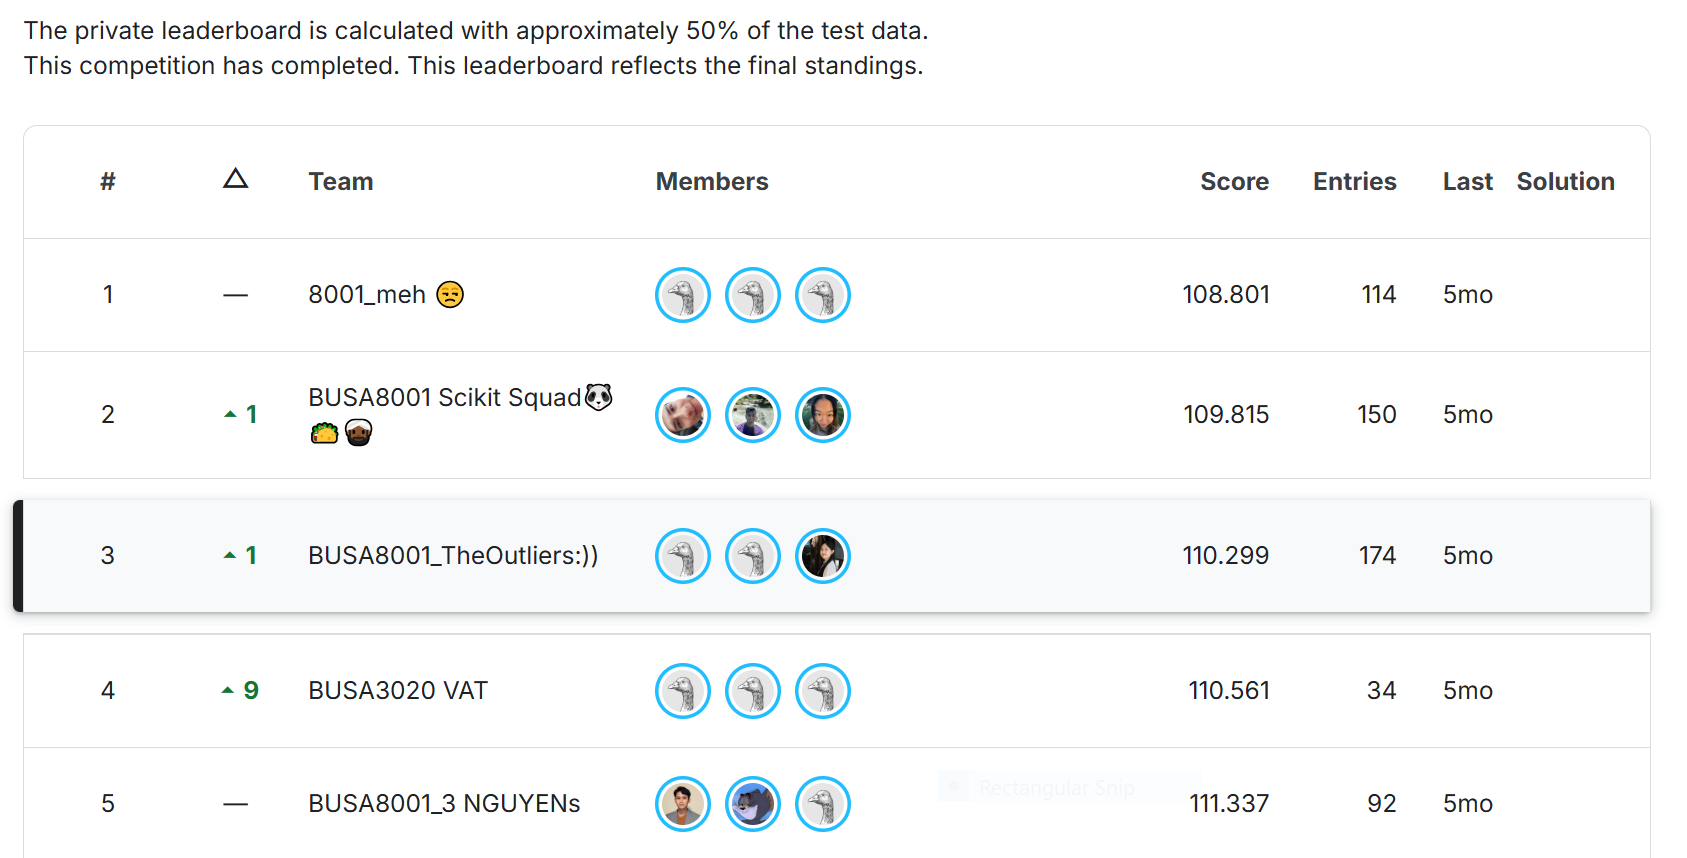 The private leaderboard is calculated with approximately 50% of the test data.
This competition has completed. This leaderboard reflects the final standings.
# △ Team Members Score Entries Last Solution
1 — 8001_meh 😒 108.801 114 5mo
2 ▲ 1 BUSA8001 Scikit Squad🐼 109.815 150 5mo
🌮👳🏿
3 ▲ 1 BUSA8001_TheOutliers:)) 110.299 174 5mo
4 ▲ 9 BUSA3020 VAT 110.561 34 5mo
Rectangular Snip
5 — BUSA8001_3 NGUYENs 111.337 92 5mo